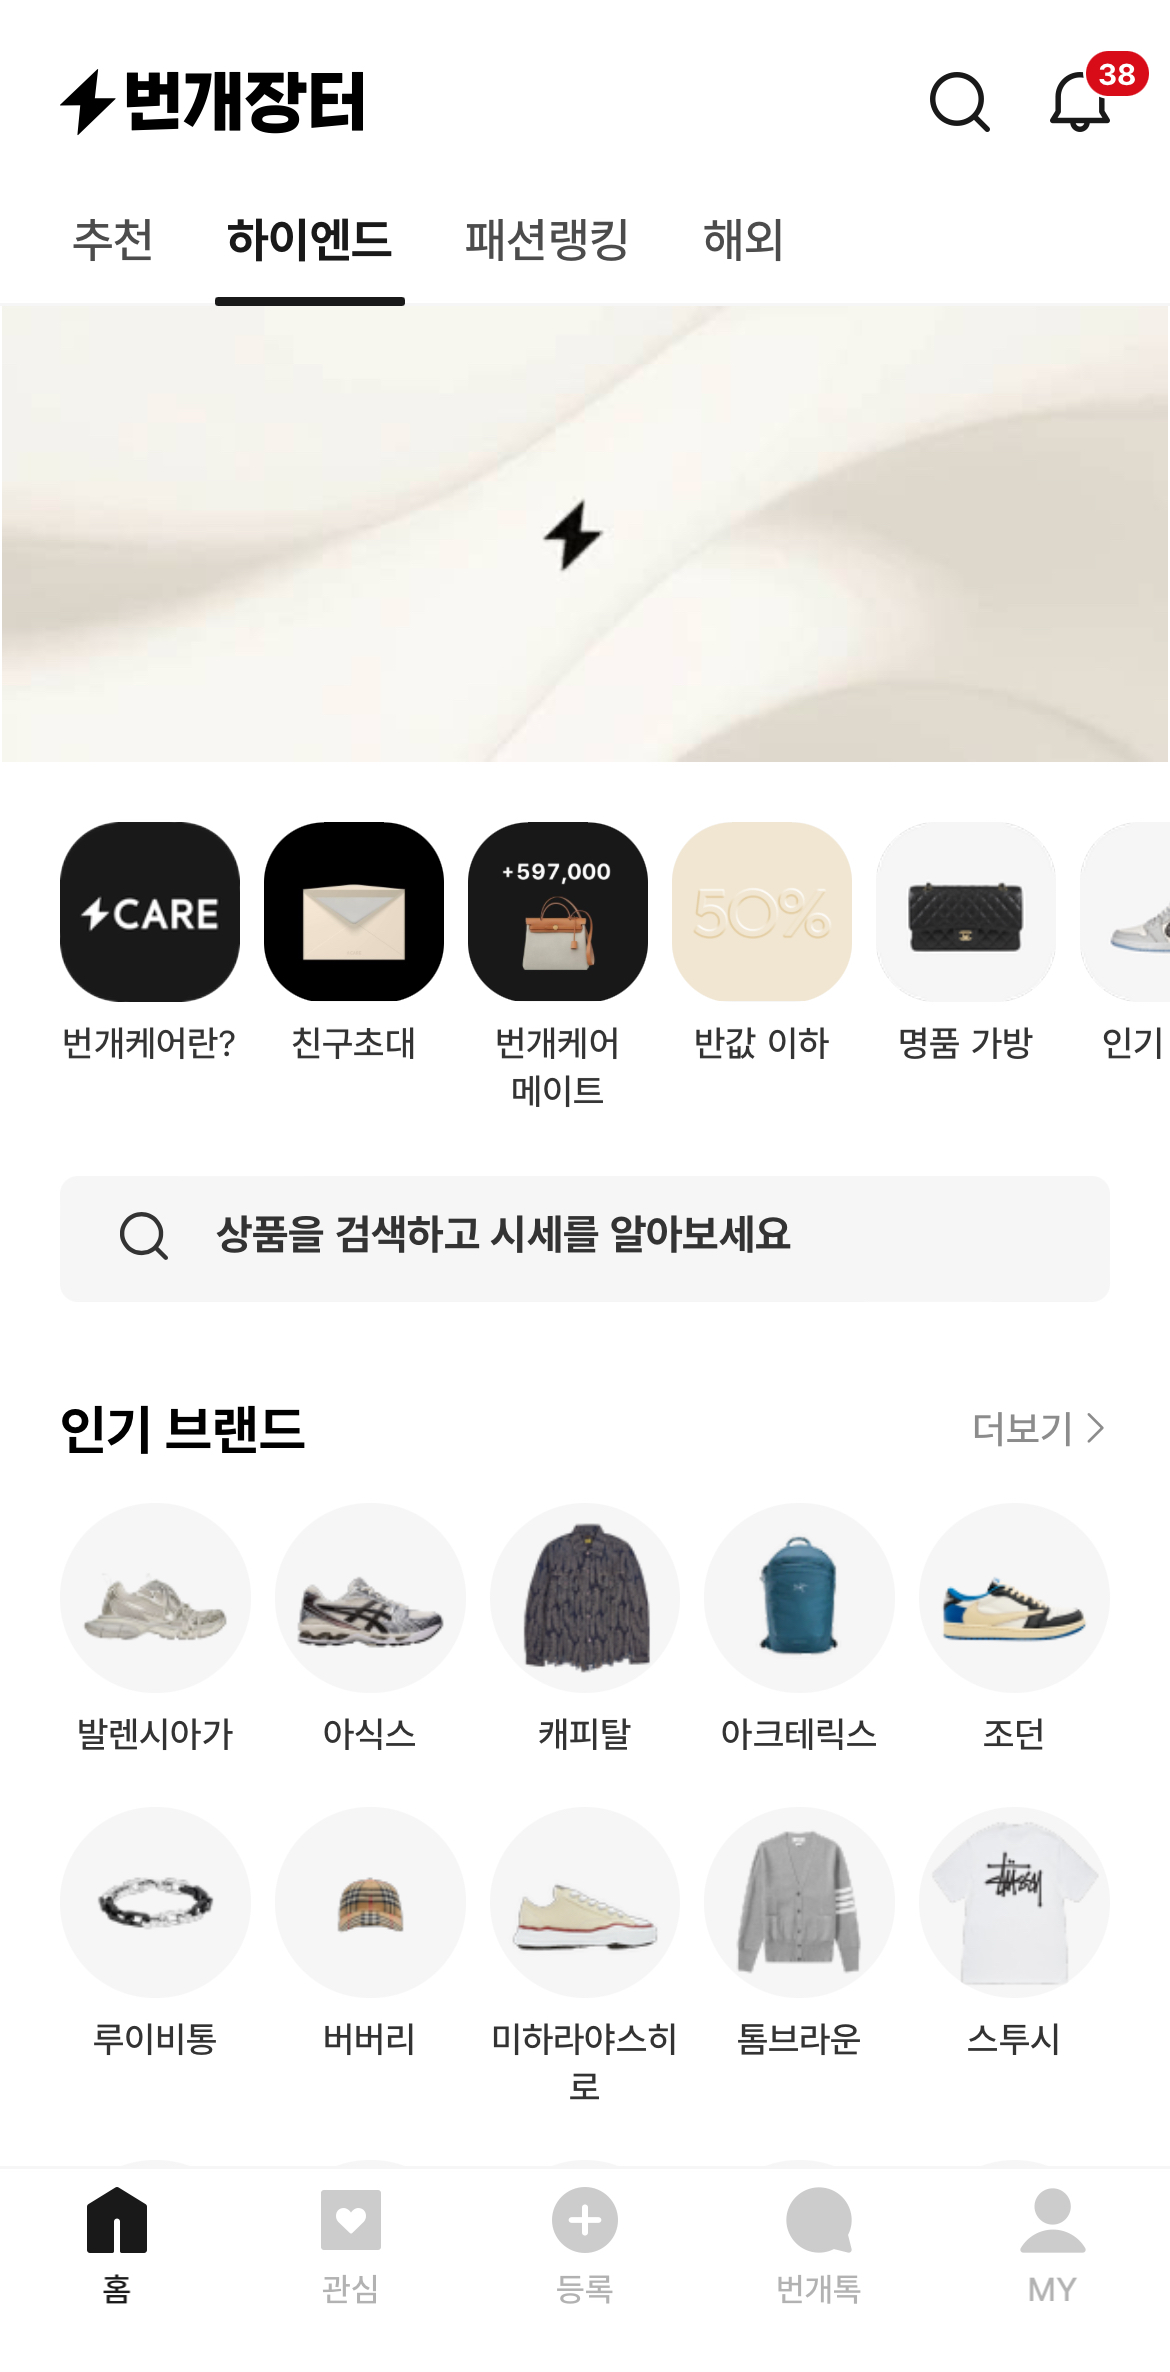 번개장터
38
추천 하이엔드 패션랭킹 해외
CARE
+597,000
50%
번개케어란? 친구초대 번개케어 반값 이하 명품 가방 인기
메이트
상품을 검색하고 시세를 알아보세요
인기 브랜드 더보기
발렌시아가 아식스 캐피탈 아크테릭스 조던
Stüssy
루이비통 버버리 미하라야스히 톰브라운 스투시
로
홈 관심 등록 번개톡 MY